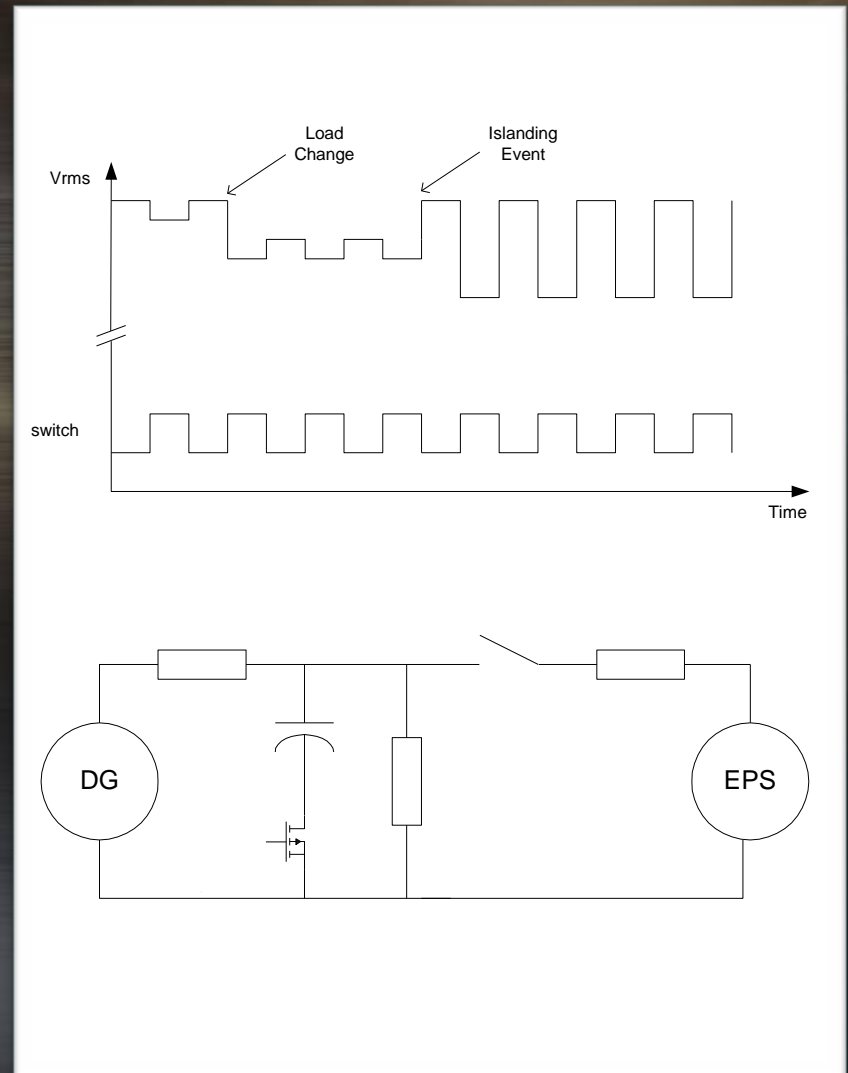 Load
Change
Islanding
Event
Vrms
switch
Time
DG
EPS